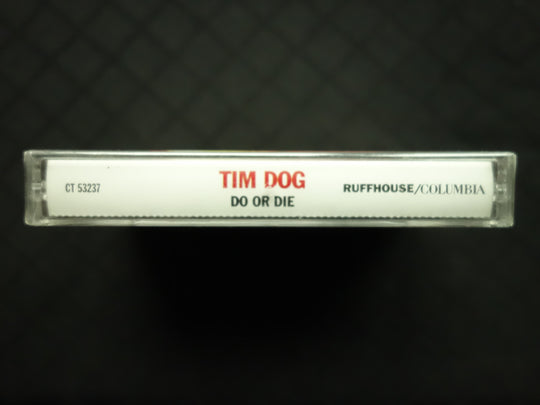 CT 53237
TIM DOG
DO OR DIE
RUFFHOUSE/COLUMBIA